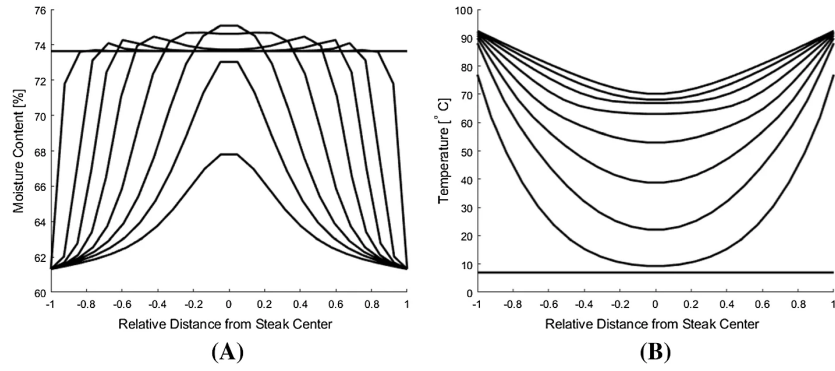 76
74
72
70
68
66
64
62
60
Moisture Content [%]
-1 -0.8 -0.6 -0.4 -0.2 0 0.2 0.4 0.6 0.8 1
Relative Distance from Steak Center
(A)
100
90
80
70
60
50
40
30
20
10
0
Temperature [° C]
-1 -0.8 -0.6 -0.4 -0.2 0 0.2 0.4 0.6 0.8 1
Relative Distance from Steak Center
(B)